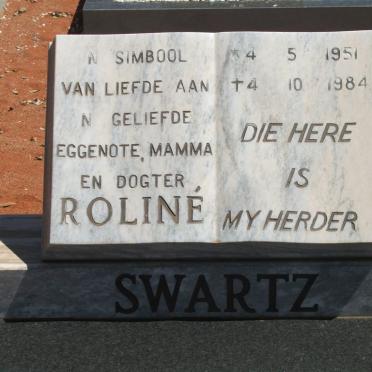 'N SIMBOOL
VAN LIEFDE AAN
'N GELIEFDE
EGGENOTE, MAMMA
EN DOGTER
ROLINÉ
* 4 5 1951
† 4 10 1984
DIE HERE
IS
MY HERDER
SWARTZ